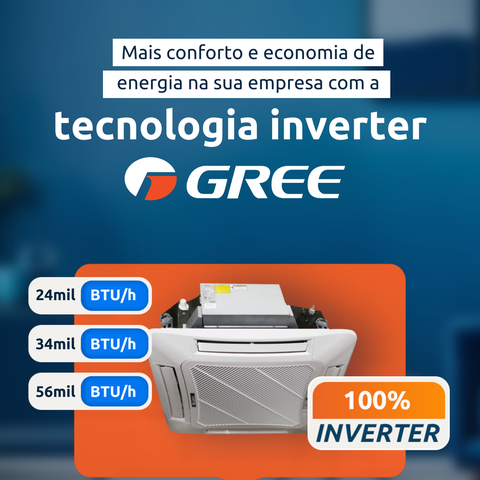 Mais conforto e economia de
energia na sua empresa com a
tecnologia inverter
GREE
24mil BTU/h
34mil BTU/h
56mil BTU/h
100%
INVERTER